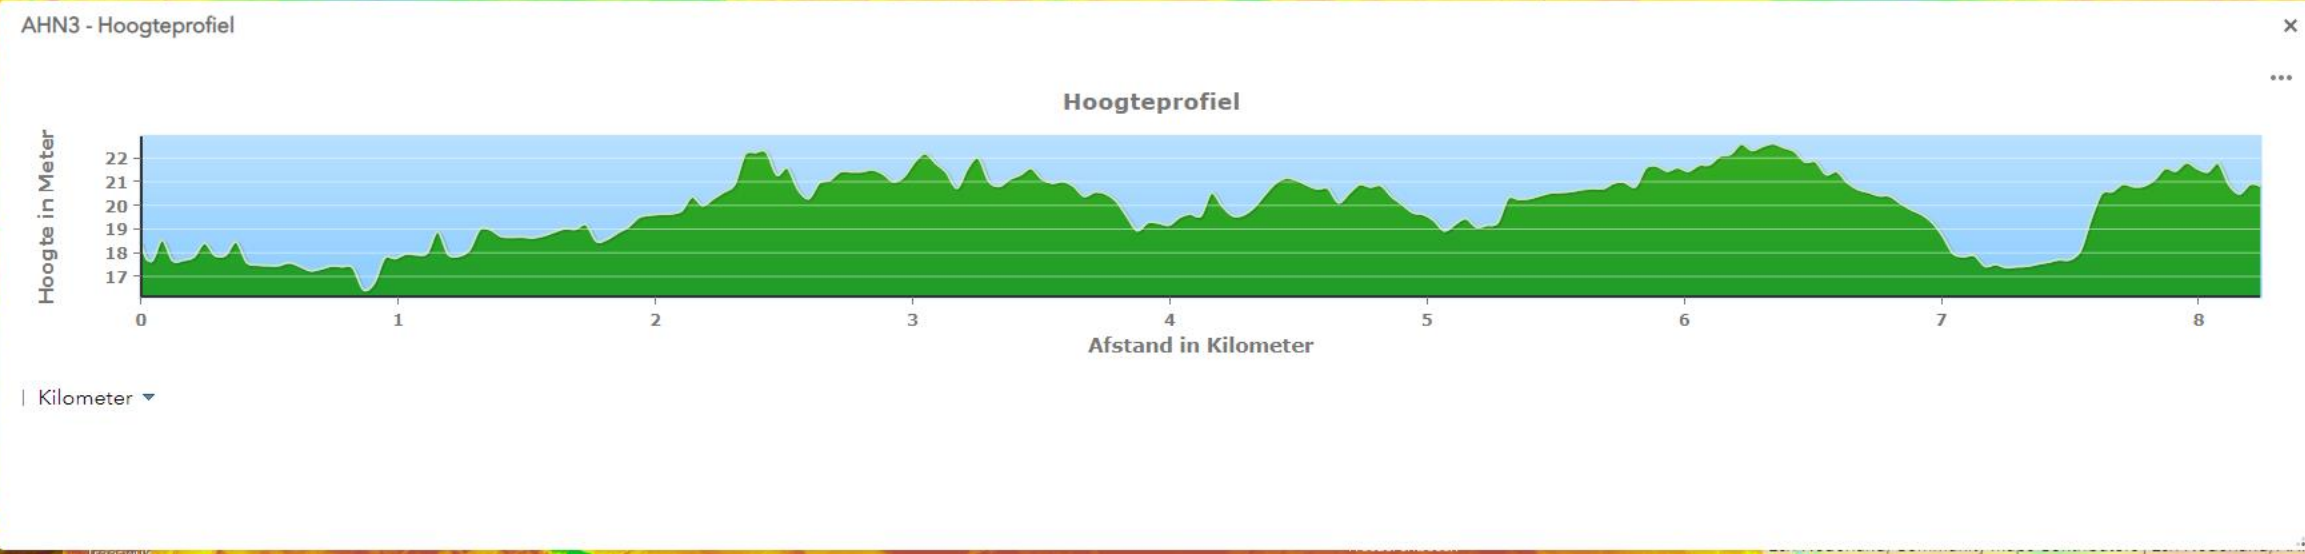 AHN3 - Hoogteprofiel
Hoogteprofiel
Hoogte in Meter
22
21
20
19
18
17
0 1 2 3 4 5 6 7 8
Afstand in Kilometer
| Kilometer